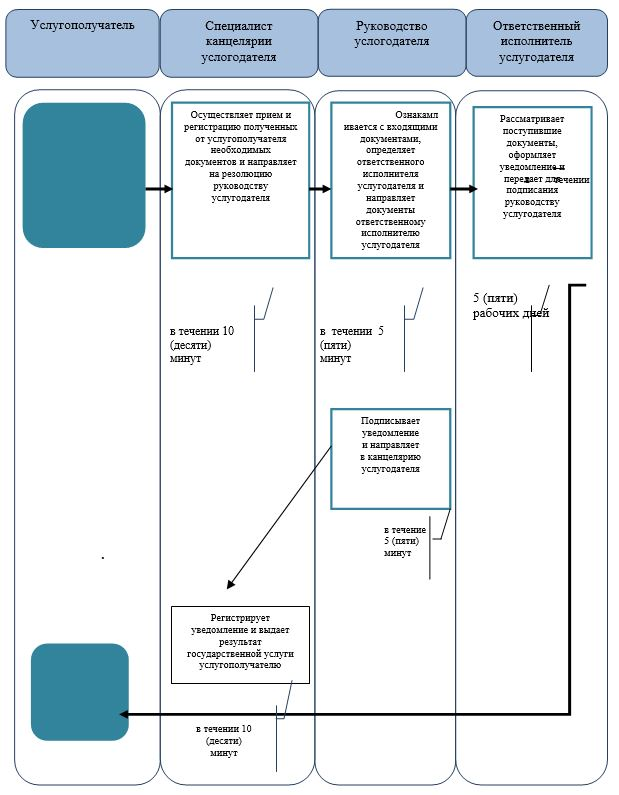 Услугополучатель
Специалист
канцелярии
услогодателя
Руководство
услогодателя
Ответственный
исполнитель
услугодателя
Осуществляет прием и
регистрацию полученных
от услугополучателя
необходимых
документов и направляет
на резолюцию
руководству
услугодателя
Ознакамл
ивается с входящими
документами,
определяет
ответственного
исполнителя
услугодателя и
направляет
документы
ответственному
исполнителю
услугодателя
Рассматривает
поступившие
документы,
оформляет
уведомление и
передает для
течении
подписания
руководству
услугодателя
в течении 10
(десяти)
минут
в течении 5
(пяти)
минут
5 (пяти)
рабочих дней
Подписывает
уведомление
и направляет
в канцелярию
услугодателя
в течение
5 (пяти)
минут
Регистрирует
уведомление и выдает
результат
государственной услуги
услугополучателю
в течении 10
(десяти)
минут